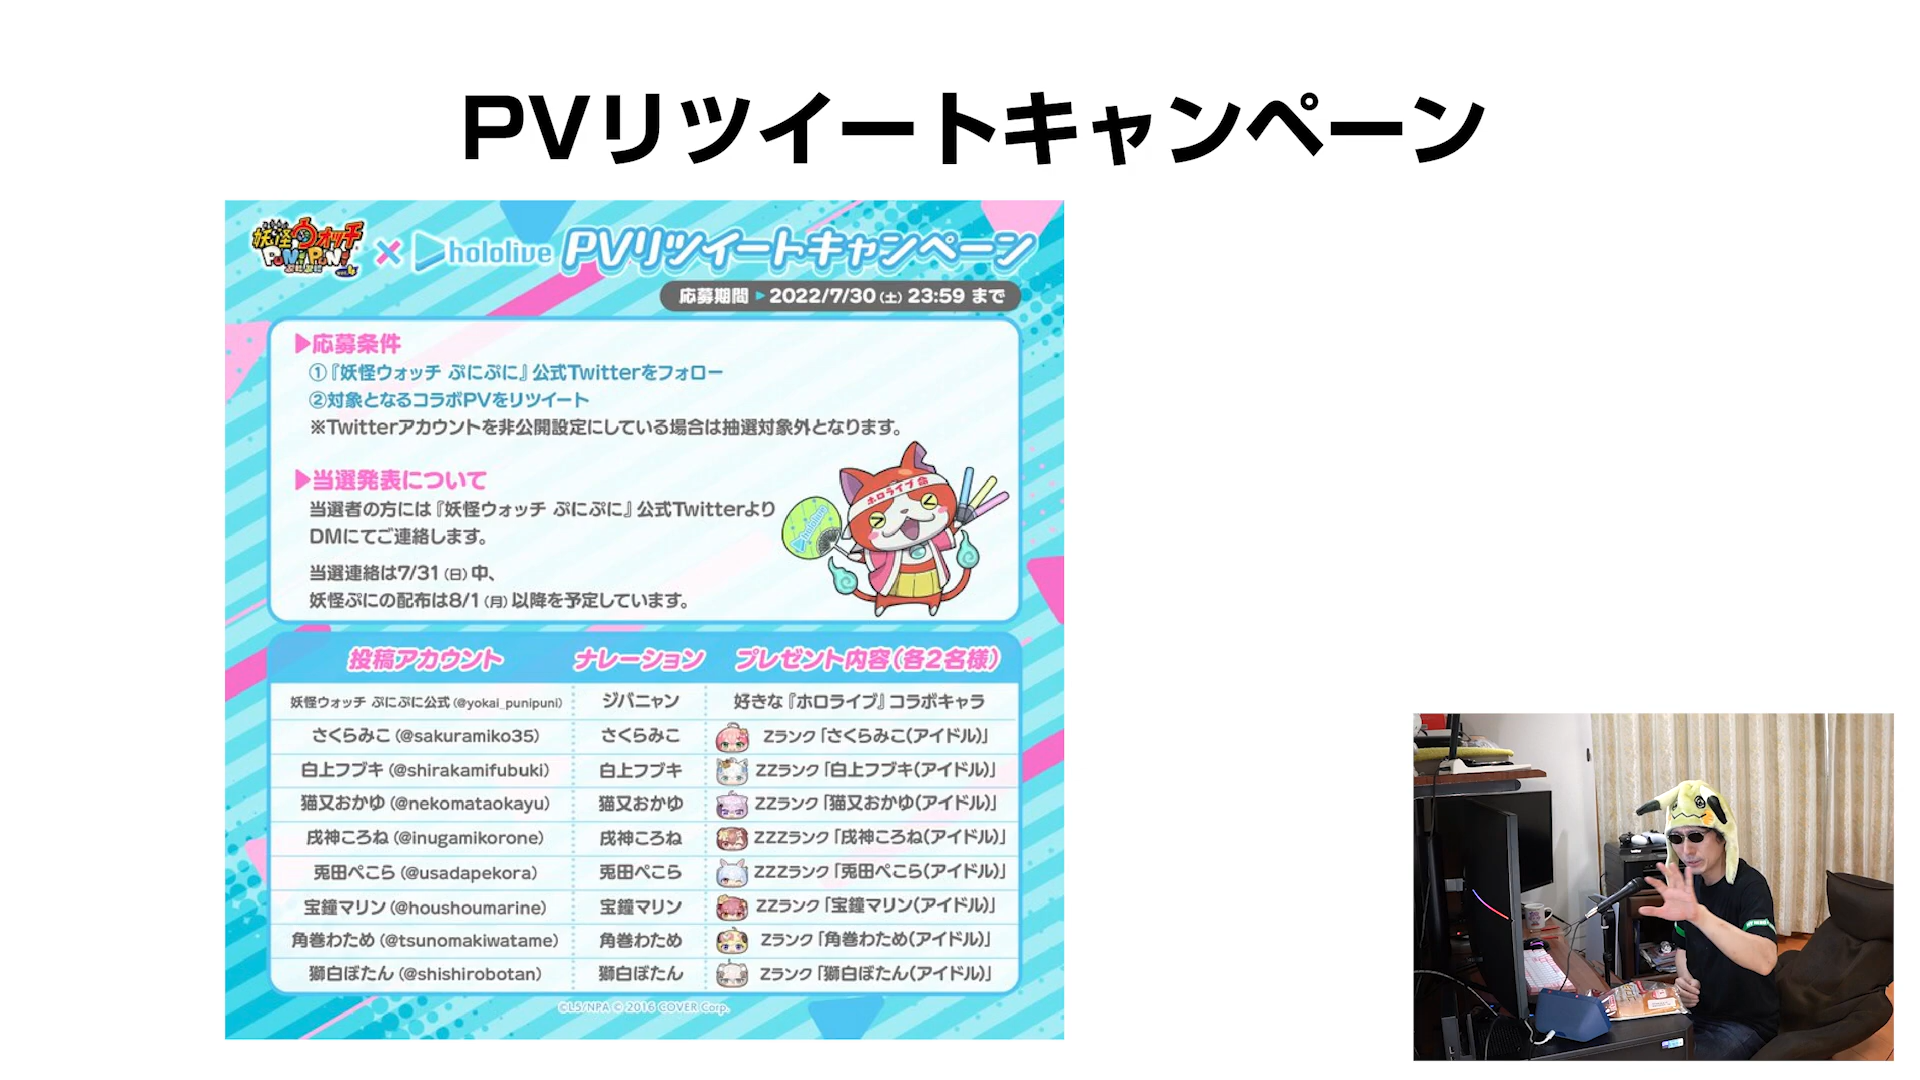 PVリツイートキャンペーン
妖怪ウォッチ
ぷにぷに
× hololive PVリツイートキャンペーン
応募期間 ▶ 2022/7/30(土) 23:59 まで
▶応募条件
①『妖怪ウォッチ ぷにぷに』公式Twitterをフォロー
②対象となるコラボPVをリツイート
※Twitterアカウントを非公開設定にしている場合は抽選対象外となります。
▶当選発表について
当選者の方には『妖怪ウォッチ ぷにぷに』公式Twitterより
DMにてご連絡します。
当選連絡は7/31(日)中、
妖怪ぷにの配布は8/1(月)以降を予定しています。
ホロライブ命
hololive
投稿アカウント ナレーション プレゼント内容(各2名様)
妖怪ウォッチ ぷにぷに公式(@yokai_punipuni) ジバニャン 好きな『ホロライブ』コラボキャラ
さくらみこ(@sakuramiko35) さくらみこ Zランク「さくらみこ(アイドル)」
白上フブキ(@shirakamifubuki) 白上フブキ ZZランク「白上フブキ(アイドル)」
猫又おかゆ(@nekomataokayu) 猫又おかゆ ZZランク「猫又おかゆ(アイドル)」
戌神ころね(@inugamikorone) 戌神ころね ZZZランク「戌神ころね(アイドル)」
兎田ぺこら(@usadapekora) 兎田ぺこら ZZZランク「兎田ぺこら(アイドル)」
宝鐘マリン(@houshoumarine) 宝鐘マリン ZZランク「宝鐘マリン(アイドル)」
角巻わため(@tsunomakiwatame) 角巻わため Zランク「角巻わため(アイドル)」
獅白ぼたん(@shishirobotan) 獅白ぼたん Zランク「獅白ぼたん(アイドル)」
©L5/NPA © 2016 COVER Corp.